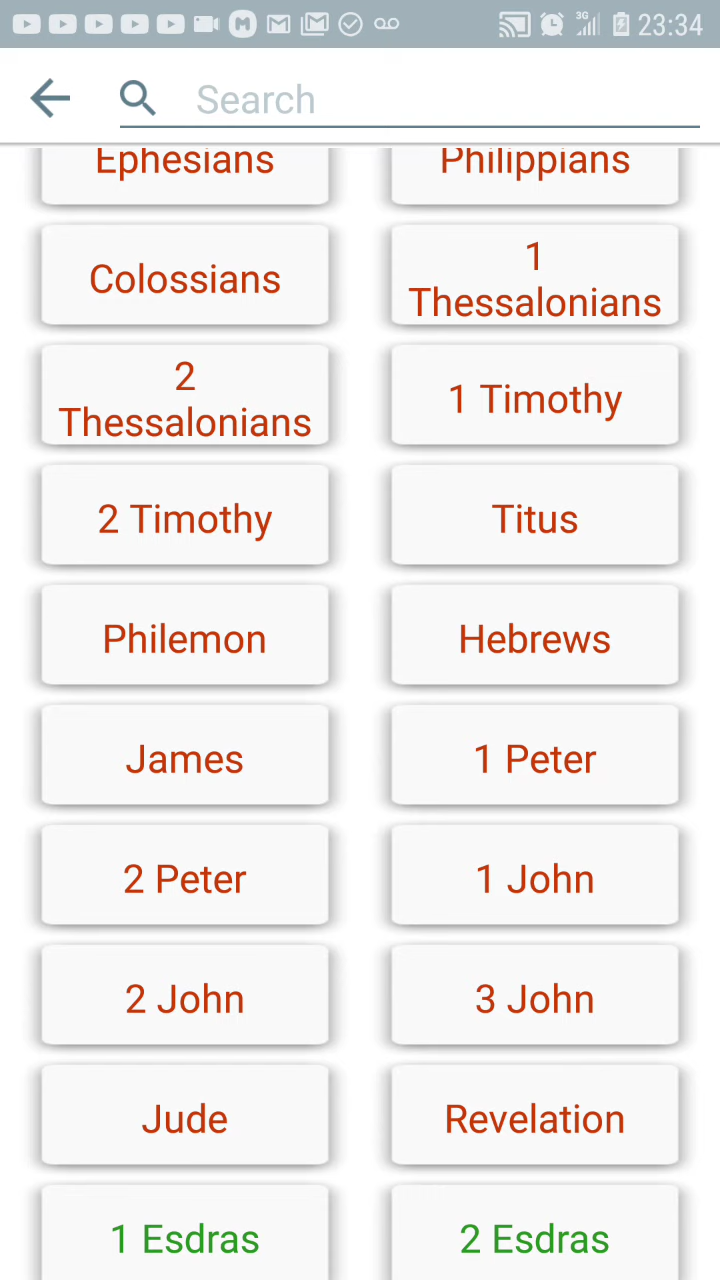 3G 23:34
Search
Ephesians
Philippians
Colossians
1
Thessalonians
2
Thessalonians
1 Timothy
2 Timothy
Titus
Philemon
Hebrews
James
1 Peter
2 Peter
1 John
2 John
3 John
Jude
Revelation
1 Esdras
2 Esdras